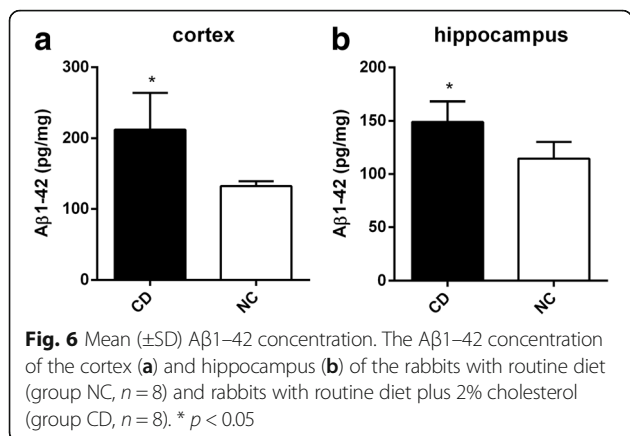 a cortex
300
200
100
0
Aβ1-42 (pg/mg)
*
CD
NC
b hippocampus
200
150
100
50
0
Aβ1-42 (pg/mg)
*
CD
NC
Fig. 6 Mean (±SD) Aβ1–42 concentration. The Aβ1–42 concentration
of the cortex (a) and hippocampus (b) of the rabbits with routine diet
(group NC, n = 8) and rabbits with routine diet plus 2% cholesterol
(group CD, n = 8). * p < 0.05